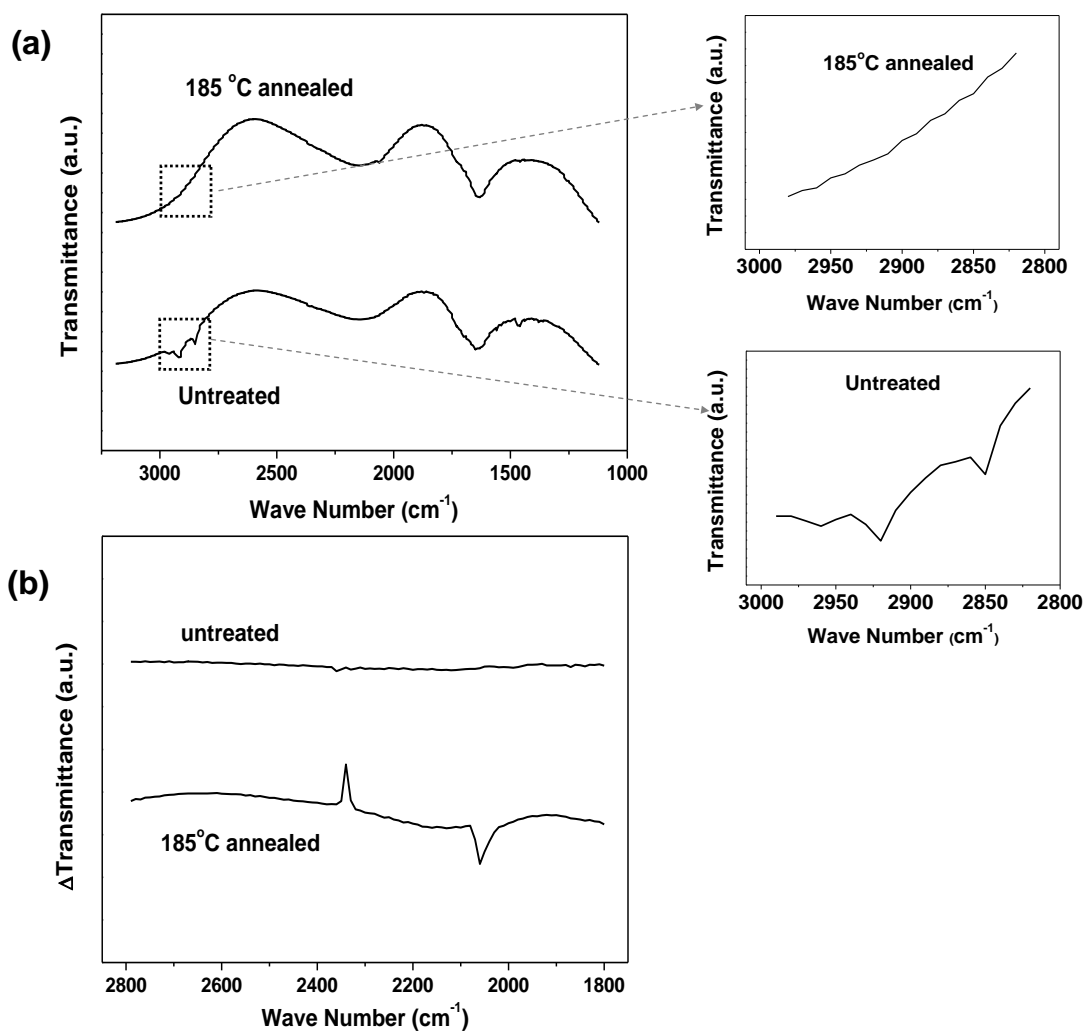 (a)
185 °C annealed
Untreated
Transmittance (a.u.)
3000 2500 2000 1500 1000
Wave Number (cm⁻¹)
185°C annealed
Transmittance (a.u.)
3000 2950 2900 2850 2800
Wave Number (cm⁻¹)
Untreated
Transmittance (a.u.)
3000 2950 2900 2850 2800
Wave Number (cm⁻¹)
(b)
untreated
185°C annealed
ΔTransmittance (a.u.)
2800 2600 2400 2200 2000 1800
Wave Number (cm⁻¹)